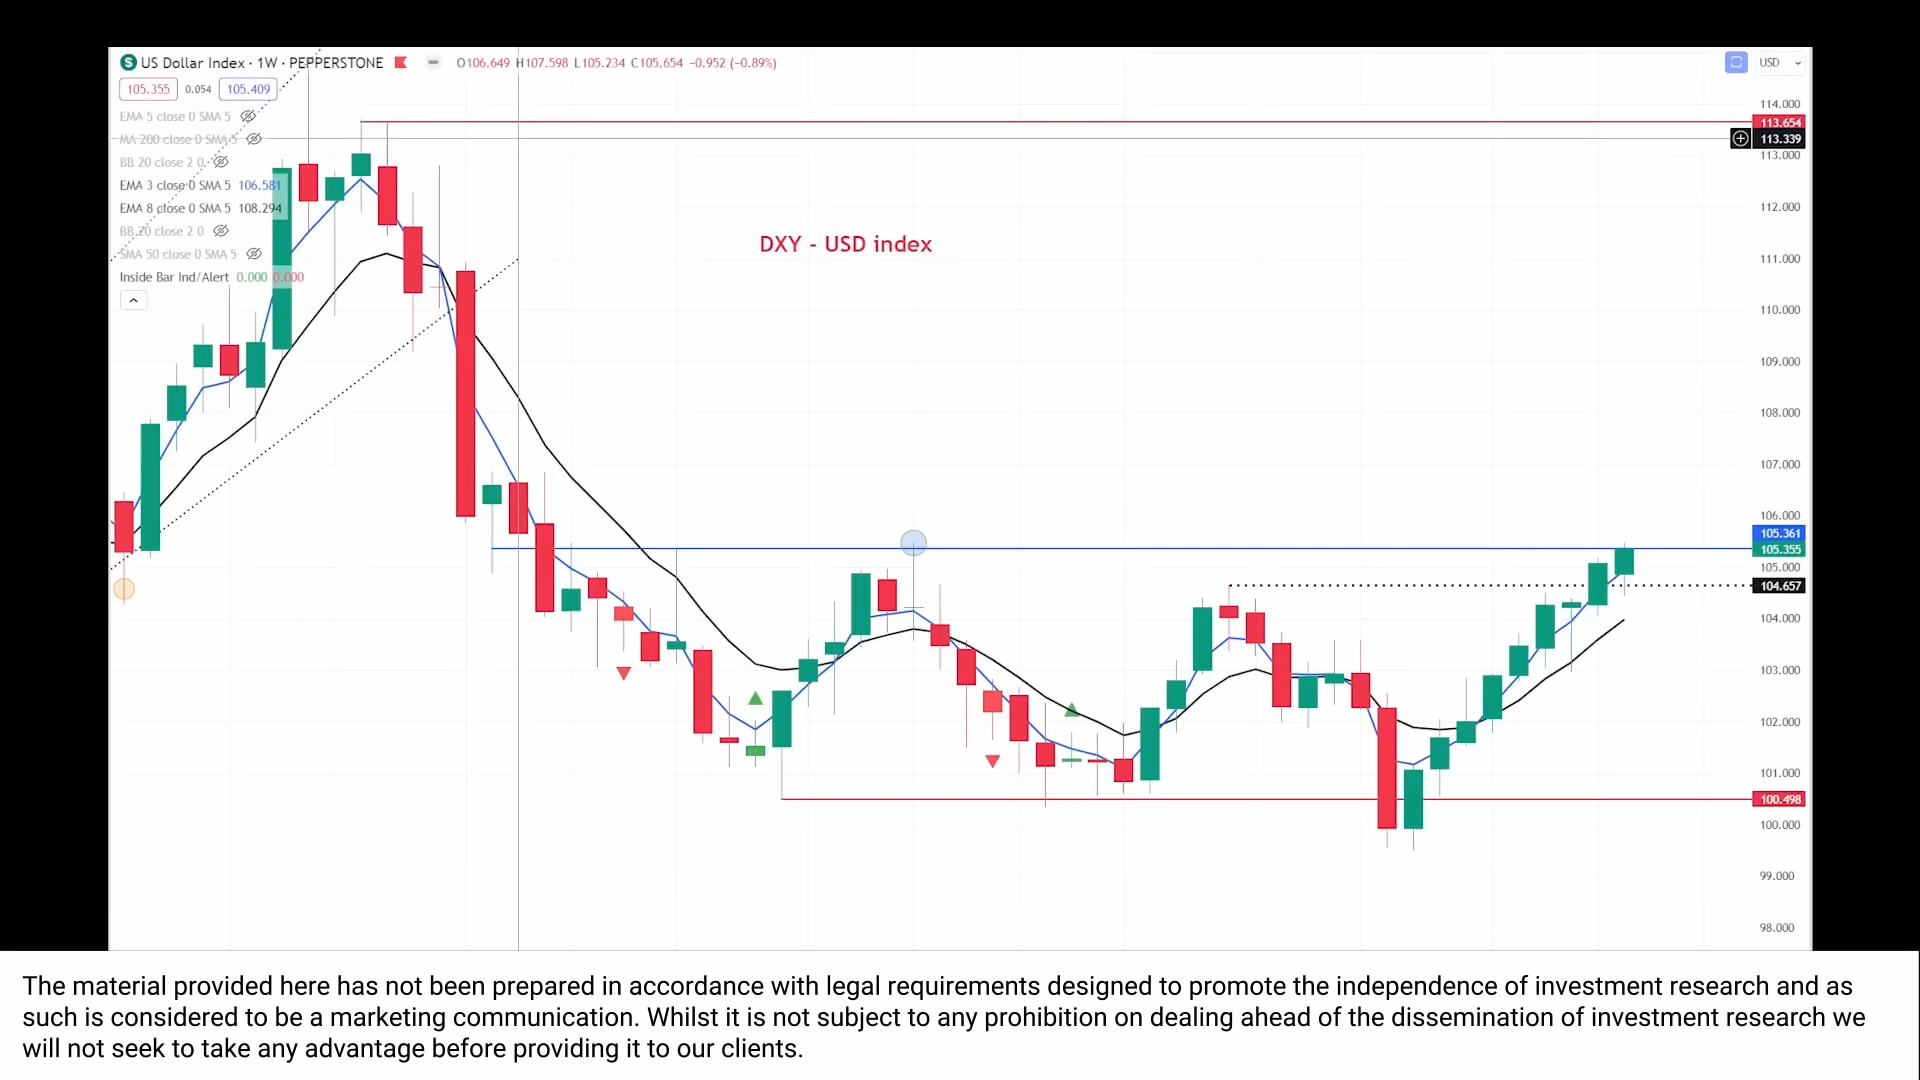 US Dollar Index · 1W · PEPPERSTONE O106.649 H107.598 L105.234 C105.654 −0.952 (−0.89%) USD
105.355 0.054 105.409
EMA 5 close 0 SMA 5
MA 200 close 0 SMA 5
BB 20 close 2 0
EMA 3 close 0 SMA 5 106.581
EMA 8 close 0 SMA 5 108.294
BB 20 close 2 0
SMA 50 close 0 SMA 5
Inside Bar Ind/Alert 0.000 0.000
DXY - USD index
114.000
113.654
113.339
113.000
112.000
111.000
110.000
109.000
108.000
107.000
106.000
105.361
105.355
105.000
104.657
104.000
103.000
102.000
101.000
100.498
100.000
99.000
98.000
The material provided here has not been prepared in accordance with legal requirements designed to promote the independence of investment research and as
such is considered to be a marketing communication. Whilst it is not subject to any prohibition on dealing ahead of the dissemination of investment research we
will not seek to take any advantage before providing it to our clients.